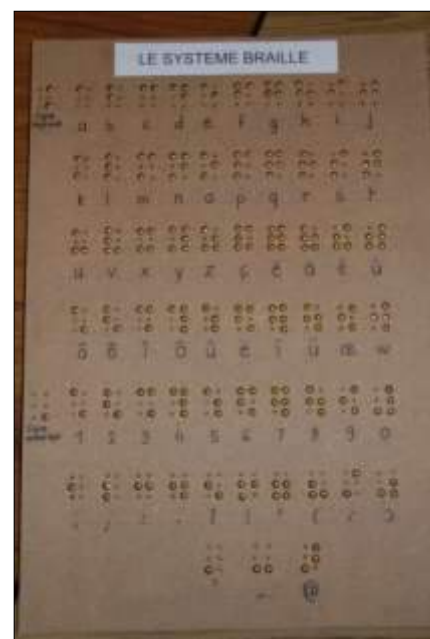 LE SYSTEME BRAILLE
a b c d e f g h i j
k l m n o p q r s t
u v x y z ç é à è ù
â ê î ô û ë ï ü œ w
1 2 3 4 5 6 7 8 9 0
@